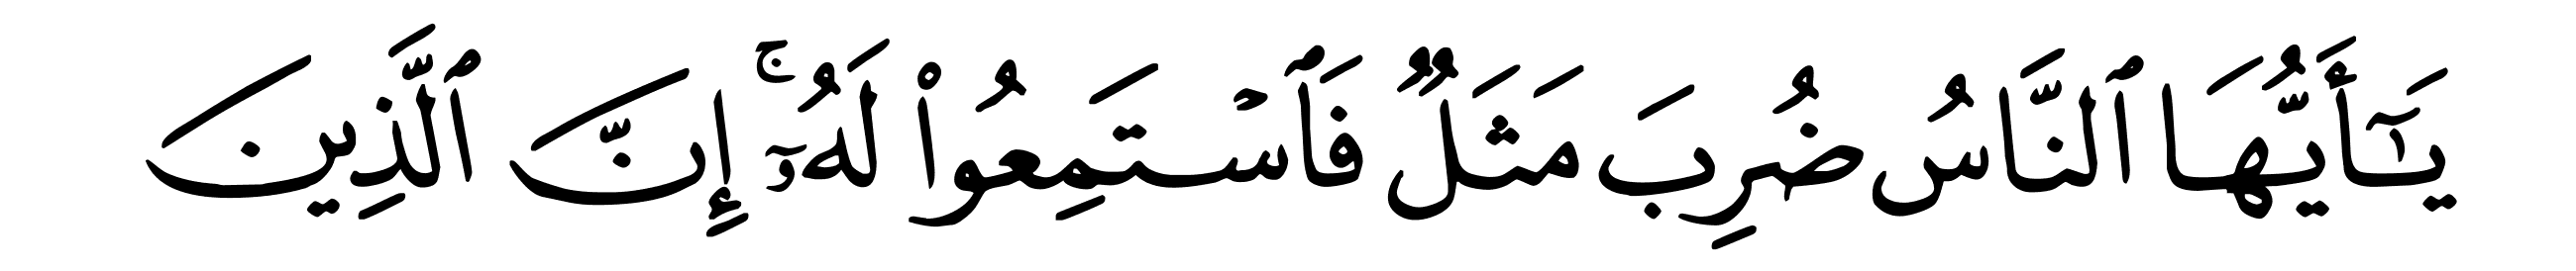 يَـٰٓأَيُّهَا ٱلنَّاسُ ضُرِبَ مَثَلٌ فَٱسْتَمِعُوا۟ لَهُۥٓ ۚ إِنَّ ٱلَّذِينَ